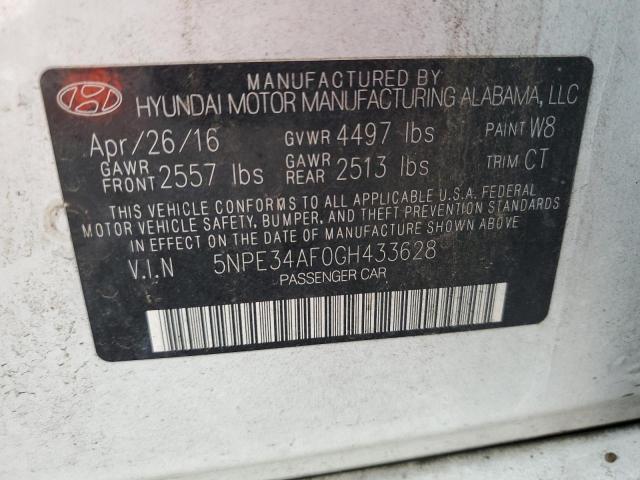 MANUFACTURED BY
HYUNDAI MOTOR MANUFACTURING ALABAMA, LLC
Apr/26/16 GVWR 4497 lbs PAINT W8
GAWR FRONT 2557 lbs GAWR REAR 2513 lbs TRIM CT
THIS VEHICLE CONFORMS TO ALL APPLICABLE U.S.A. FEDERAL
MOTOR VEHICLE SAFETY, BUMPER, AND THEFT PREVENTION STANDARDS
IN EFFECT ON THE DATE OF MANUFACTURE SHOWN ABOVE.
V.I.N 5NPE34AF0GH433628
PASSENGER CAR